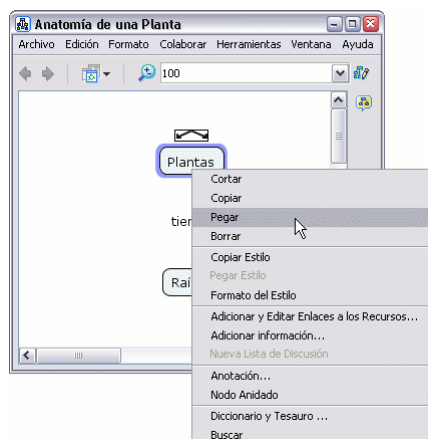 Anatomía de una Planta
Archivo Edición Formato Colaborar Herramientas Ventana Ayuda
100
Plantas
tier
Raí
Cortar
Copiar
Pegar
Borrar
Copiar Estilo
Pegar Estilo
Formato del Estilo
Adicionar y Editar Enlaces a los Recursos...
Adicionar información...
Nueva Lista de Discusión
Anotación...
Nodo Anidado
Diccionario y Tesauro ...
Buscar